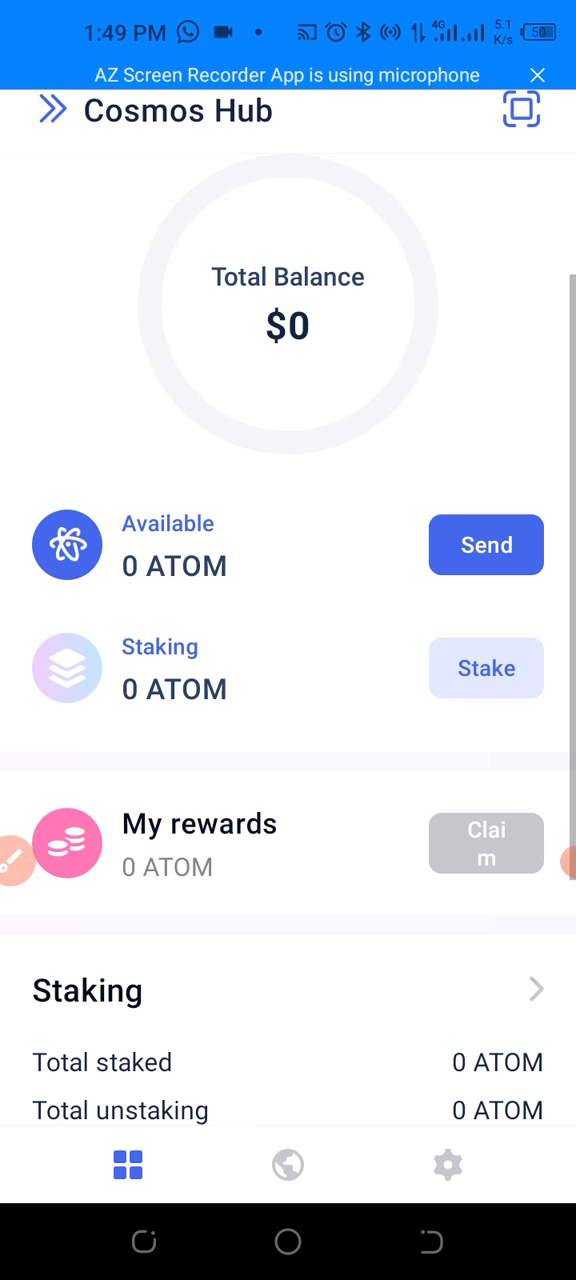 1:49 PM
4G
5.1
K/s
50
AZ Screen Recorder App is using microphone
Cosmos Hub
Total Balance
$0
Available
0 ATOM
Send
Staking
0 ATOM
Stake
My rewards
0 ATOM
Clai
m
Staking
Total staked
0 ATOM
Total unstaking
0 ATOM